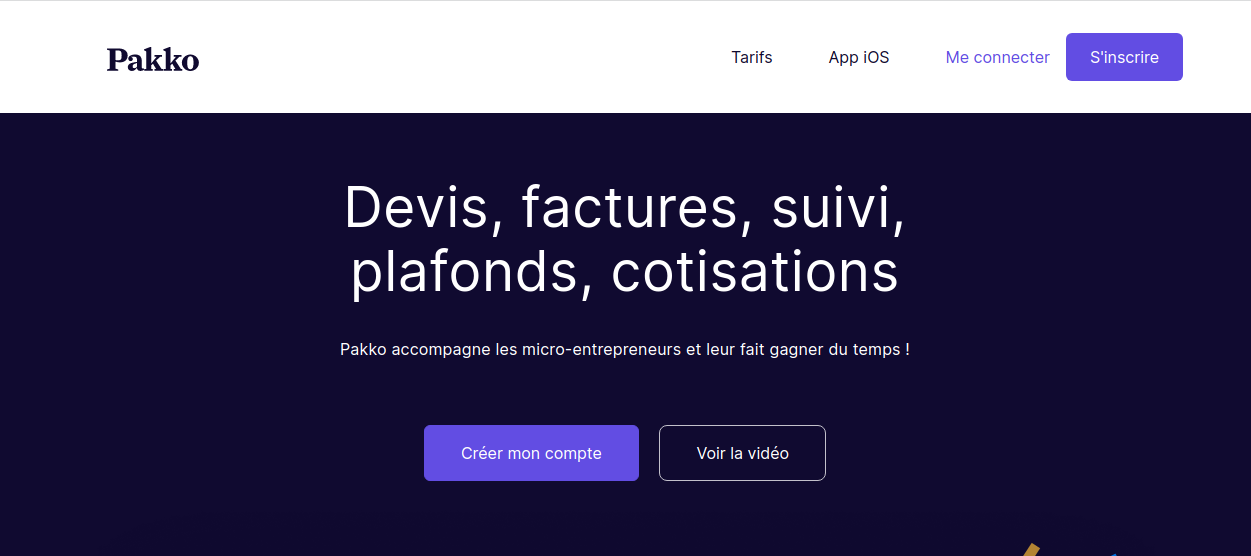 Pakko
Tarifs
App iOS
Me connecter
S'inscrire
Devis, factures, suivi,
plafonds, cotisations
Pakko accompagne les micro-entrepreneurs et leur fait gagner du temps !
Créer mon compte
Voir la vidéo